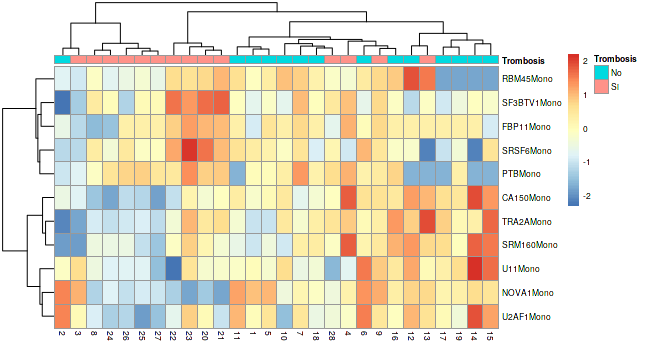 Trombosis
Trombosis
No
SI
RBM45Mono
SF3BTV1Mono
FBP11Mono
SRSF6Mono
PTBMono
CA150Mono
TRA2AMono
SRM160Mono
U11Mono
NOVA1Mono
U2AF1Mono
2
1
0
-1
-2
2 3 8 24 26 25 27 22 23 20 21 11 1 5 10 7 18 28 4 6 9 16 12 13 17 19 14 15